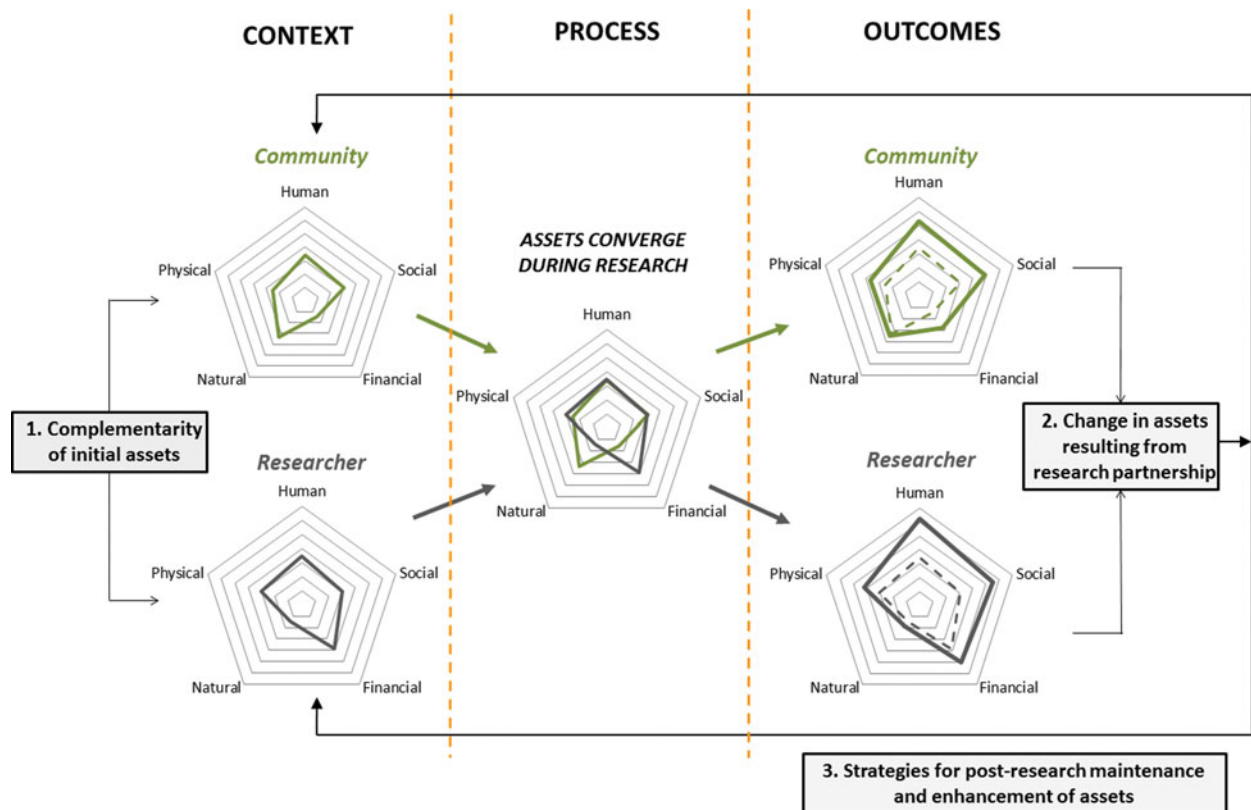 CONTEXT
PROCESS
OUTCOMES
Community
Human
Physical
Social
Natural
Financial
1. Complementarity
of initial assets
Researcher
Human
Physical
Social
Natural
Financial
ASSETS CONVERGE
DURING RESEARCH
Human
Physical
Social
Natural
Financial
Community
Human
Physical
Social
Natural
Financial
2. Change in assets
resulting from
research partnership
Researcher
Human
Physical
Social
Natural
Financial
3. Strategies for post-research maintenance
and enhancement of assets